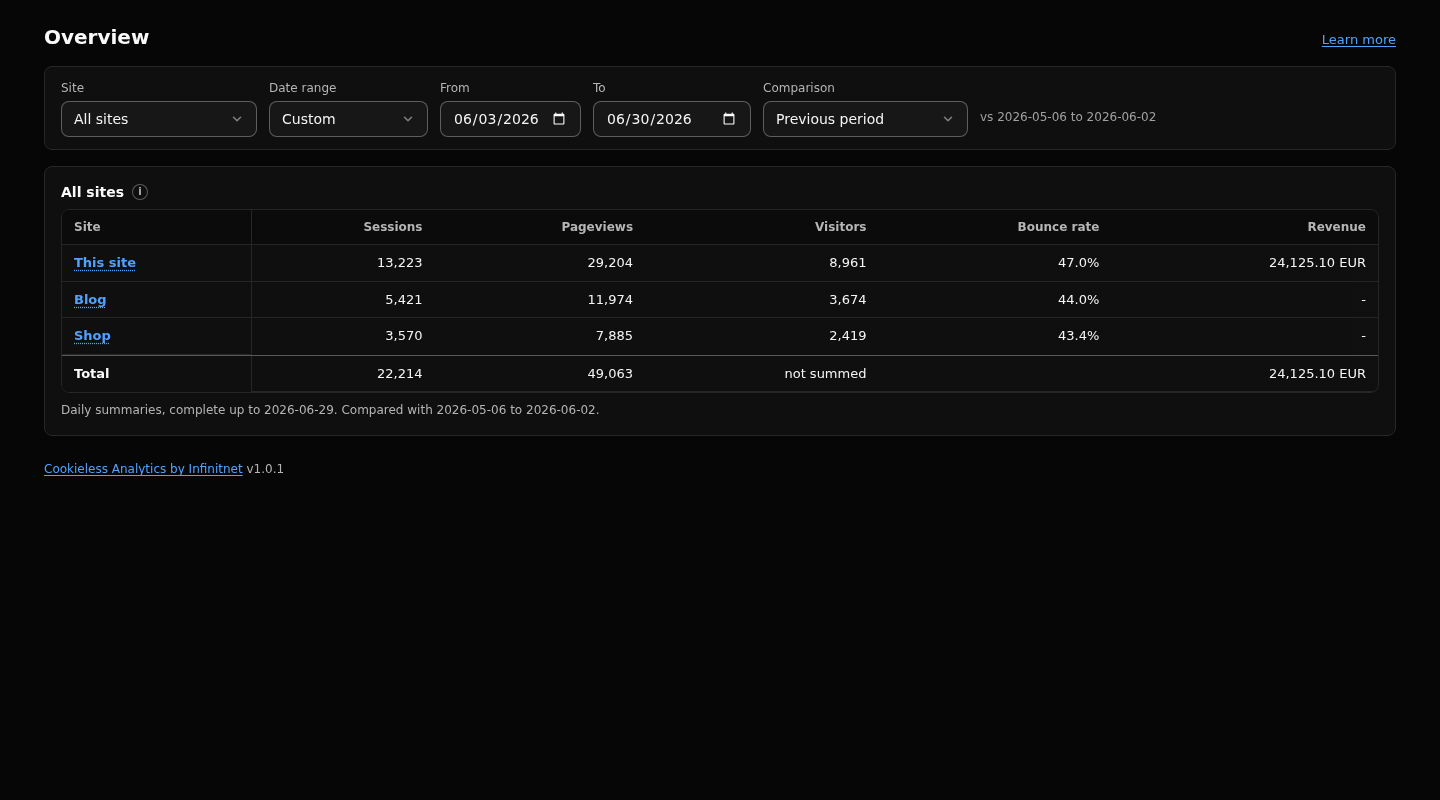 Overview
Learn more
Site Date range From To Comparison
All sites Custom 06/03/2026 06/30/2026 Previous period vs 2026-05-06 to 2026-06-02
All sites i
Site Sessions Pageviews Visitors Bounce rate Revenue
This site 13,223 29,204 8,961 47.0% 24,125.10 EUR
Blog 5,421 11,974 3,674 44.0% -
Shop 3,570 7,885 2,419 43.4% -
Total 22,214 49,063 not summed 24,125.10 EUR
Daily summaries, complete up to 2026-06-29. Compared with 2026-05-06 to 2026-06-02.
Cookieless Analytics by Infinitnet v1.0.1